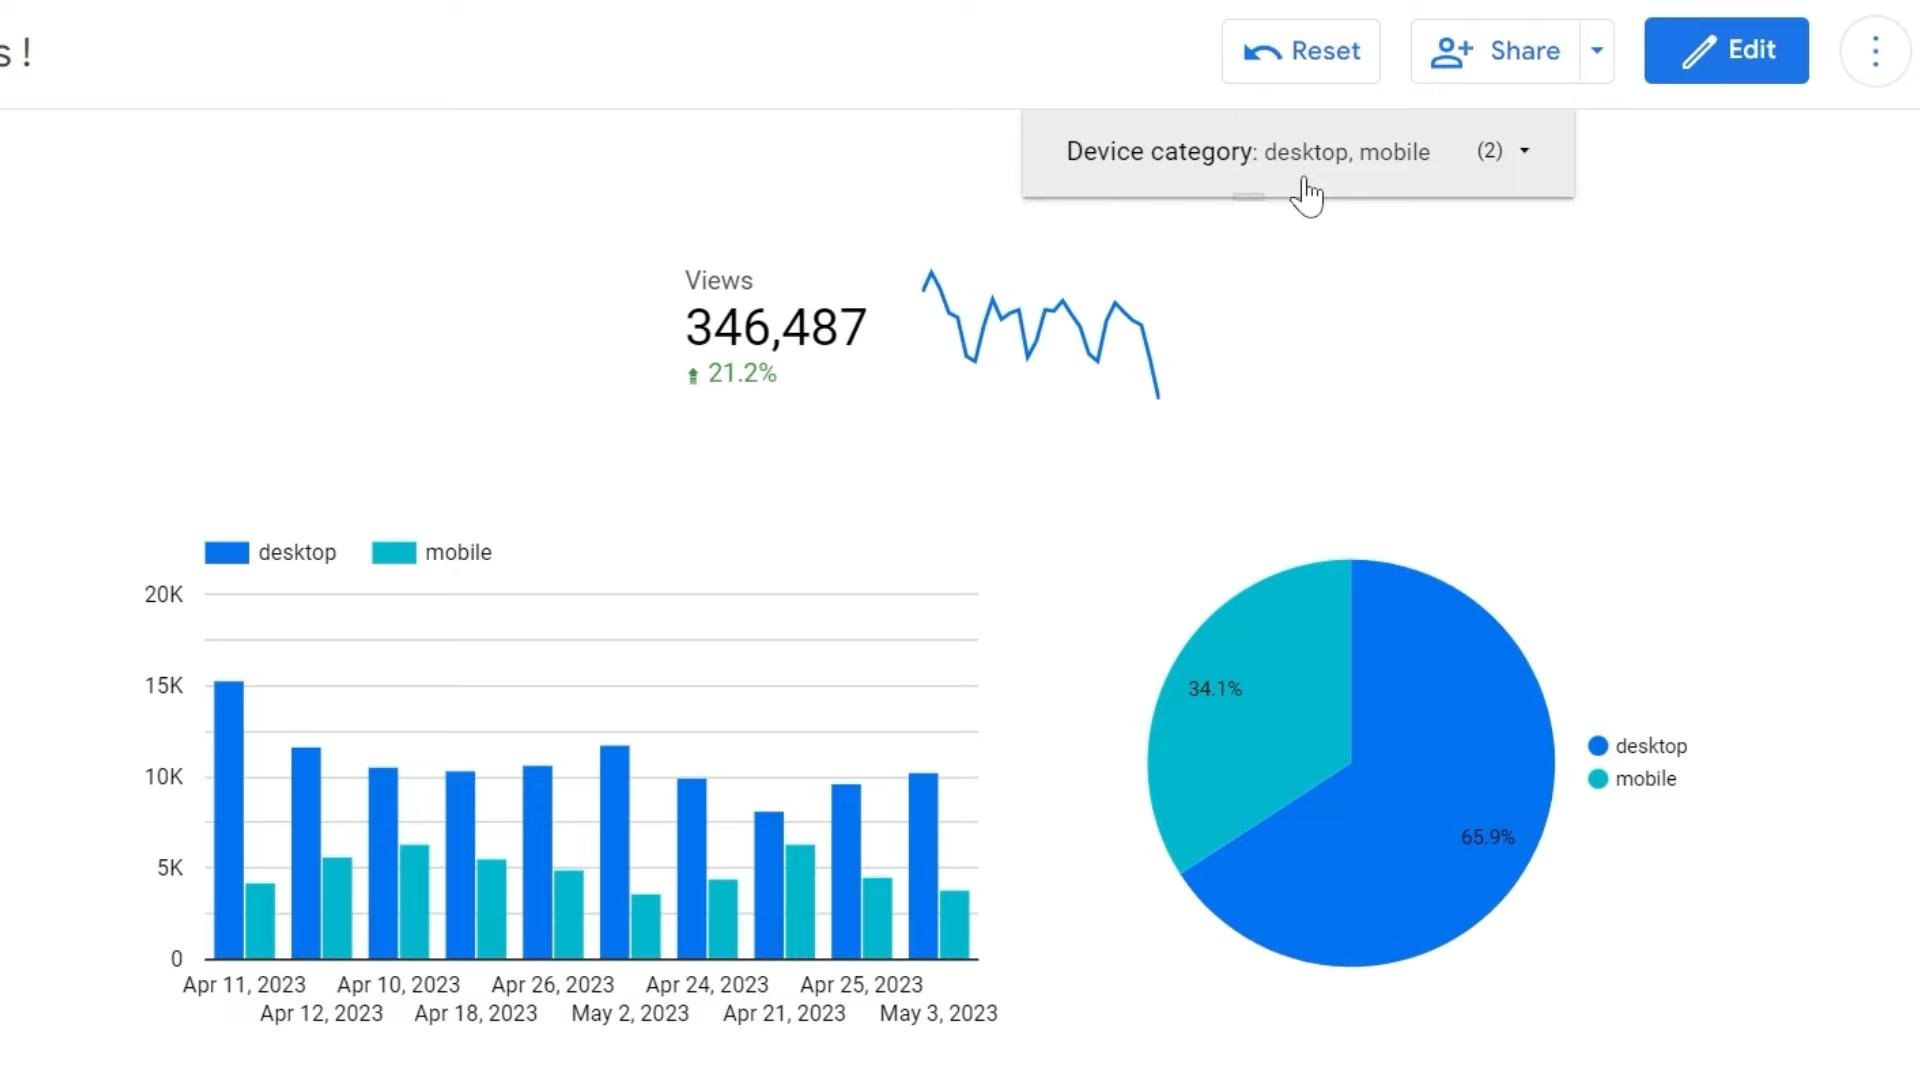 s !
Reset
Share
Edit
Device category: desktop, mobile (2)
Views
346,487
21.2%
desktop mobile
20K
15K
10K
5K
0
Apr 11, 2023 Apr 10, 2023 Apr 26, 2023 Apr 24, 2023 Apr 25, 2023
Apr 12, 2023 Apr 18, 2023 May 2, 2023 Apr 21, 2023 May 3, 2023
34.1%
65.9%
desktop
mobile